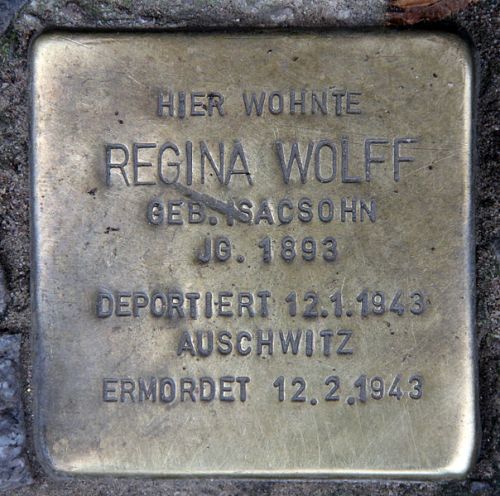 HIER WOHNTE
REGINA WOLFF
GEB. ISACSOHN
JG. 1893
DEPORTIERT 12.1.1943
AUSCHWITZ
ERMORDET 12.2.1943